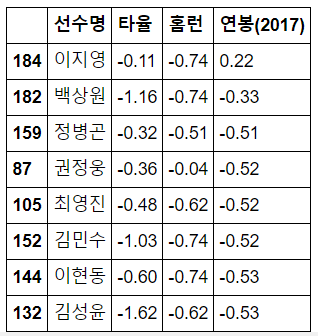 선수명 타율 홈런 연봉(2017)
184 이지영 -0.11 -0.74 0.22
182 백상원 -1.16 -0.74 -0.33
159 정병곤 -0.32 -0.51 -0.51
87 권정웅 -0.36 -0.04 -0.52
105 최영진 -0.48 -0.62 -0.52
152 김민수 -1.03 -0.74 -0.52
144 이현동 -0.60 -0.74 -0.53
132 김성윤 -1.62 -0.62 -0.53